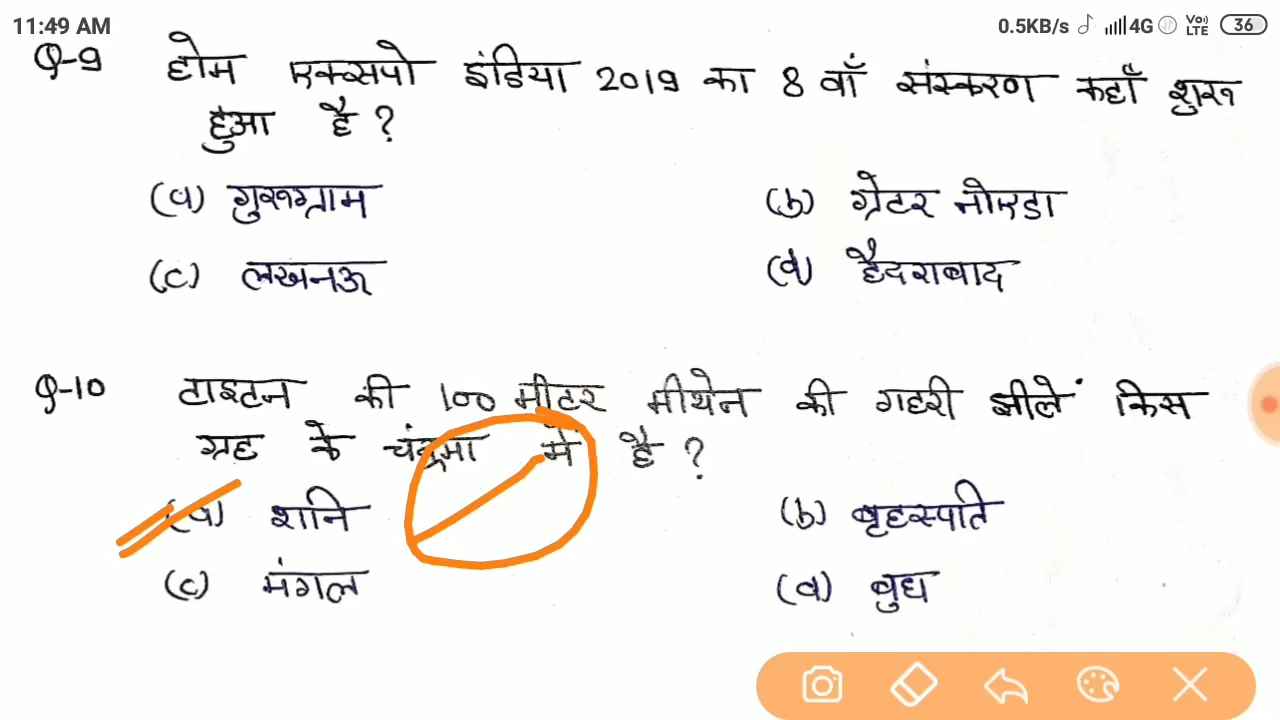 11:49 AM 0.5KB/s 4G Vo) LTE 36
Q-9 होम एक्सपो इंडिया 2019 का 8 वाँ संस्करण कहाँ शुरू
हुआ है ?
(a) गुरुग्राम (b) ग्रेटर नोएडा
(c) लखनऊ (d) हैदराबाद
Q-10 टाइटन की 100 मीटर मीथेन की गहरी झीलें किस
ग्रह के चंद्रमा में है ?
(a) शनि (b) बृहस्पति
(c) मंगल (d) बुध